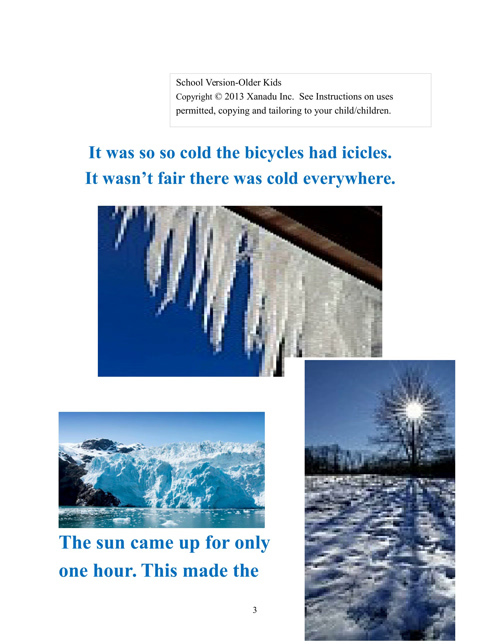 School Version-Older Kids
Copyright © 2013 Xanadu Inc.  See Instructions on uses
permitted, copying and tailoring to your child/children.
It was so so cold the bicycles had icicles.
It wasn’t fair there was cold everywhere.
The sun came up for only
one hour. This made the
3